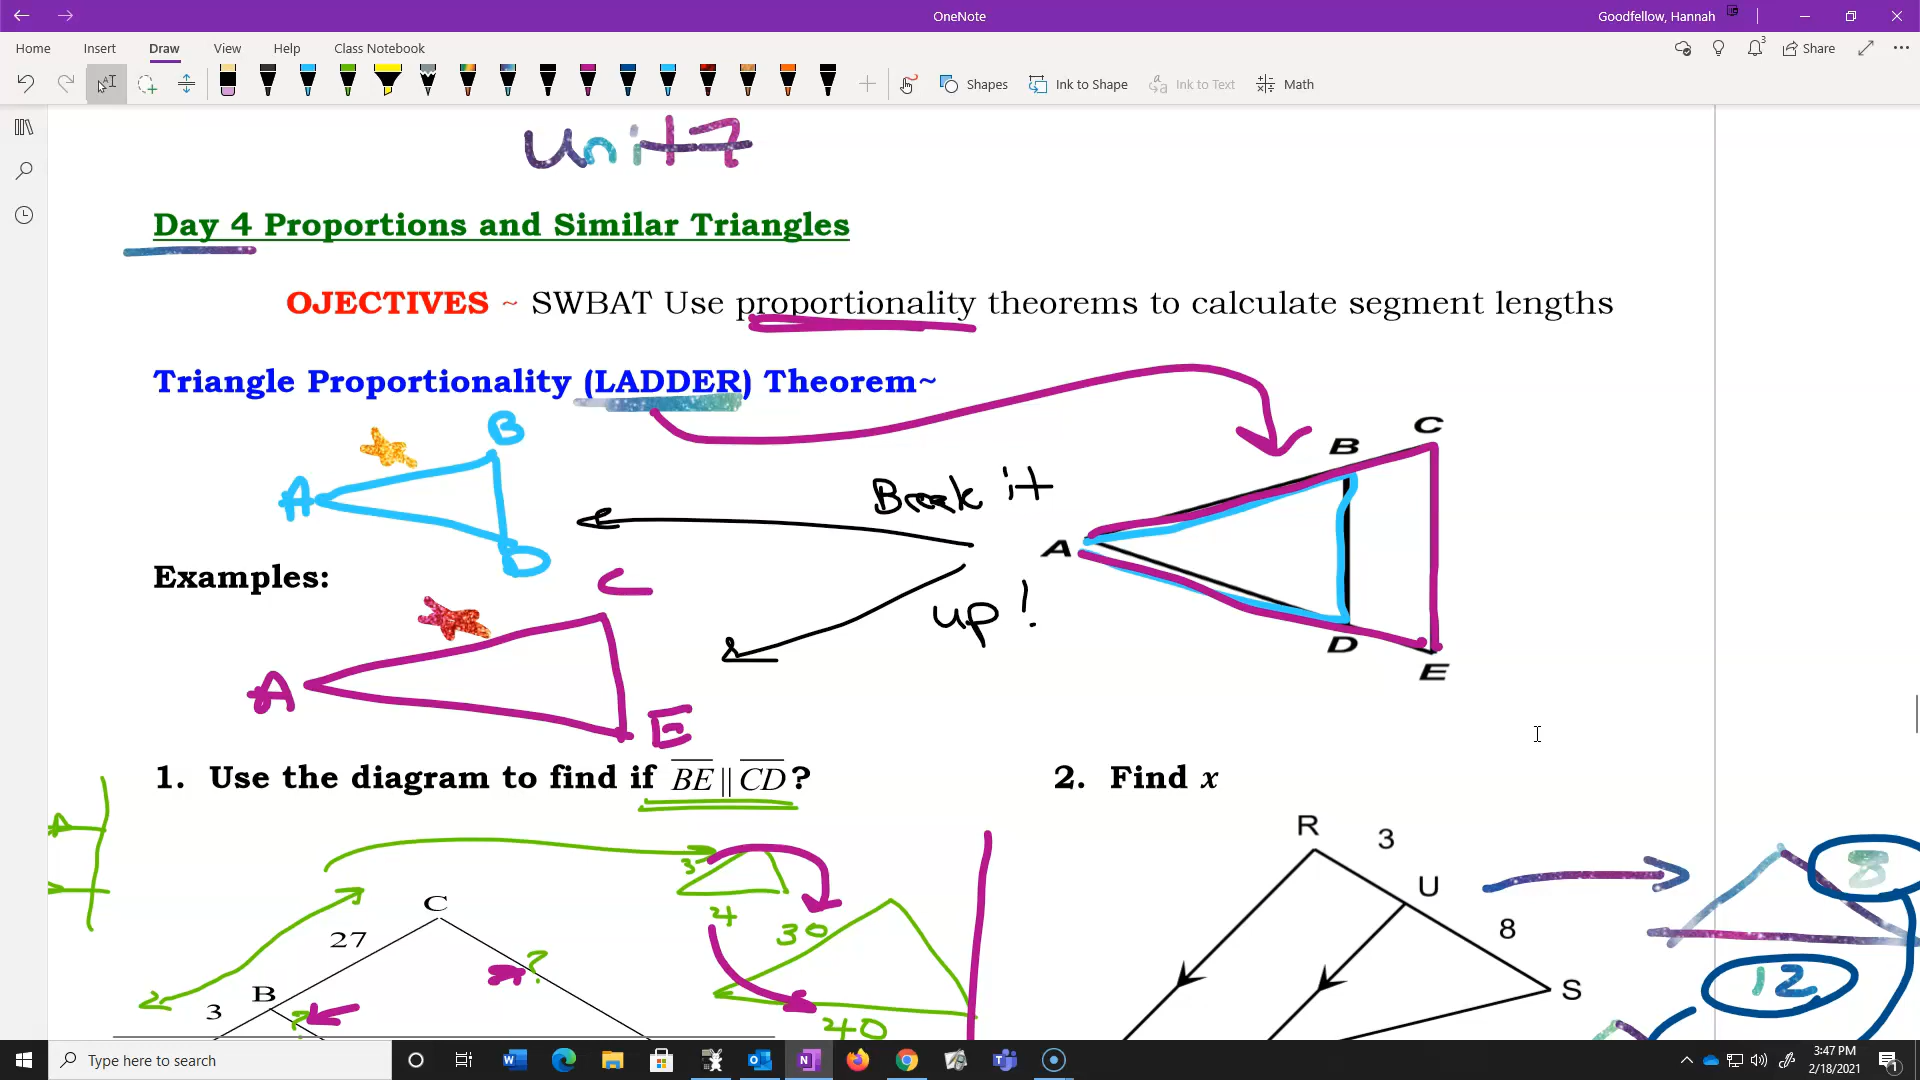 OneNote
Goodfellow, Hannah
Home Insert Draw View Help Class Notebook
3
Share
Shapes
Ink to Shape
Ink to Text
Math
Unit 7
Day 4 Proportions and Similar Triangles
OJECTIVES ~ SWBAT Use proportionality theorems to calculate segment lengths
Triangle Proportionality (LADDER) Theorem~
B
A
D
Break it
up!
C
B
A
D
E
Examples:
C
A
E
1. Use the diagram to find if BE || CD ?
2. Find x
C
27
B
3
?
?
3
4
30
40
R
3
U
8
S
8
12
Type here to search
3:47 PM
2/18/2021
1